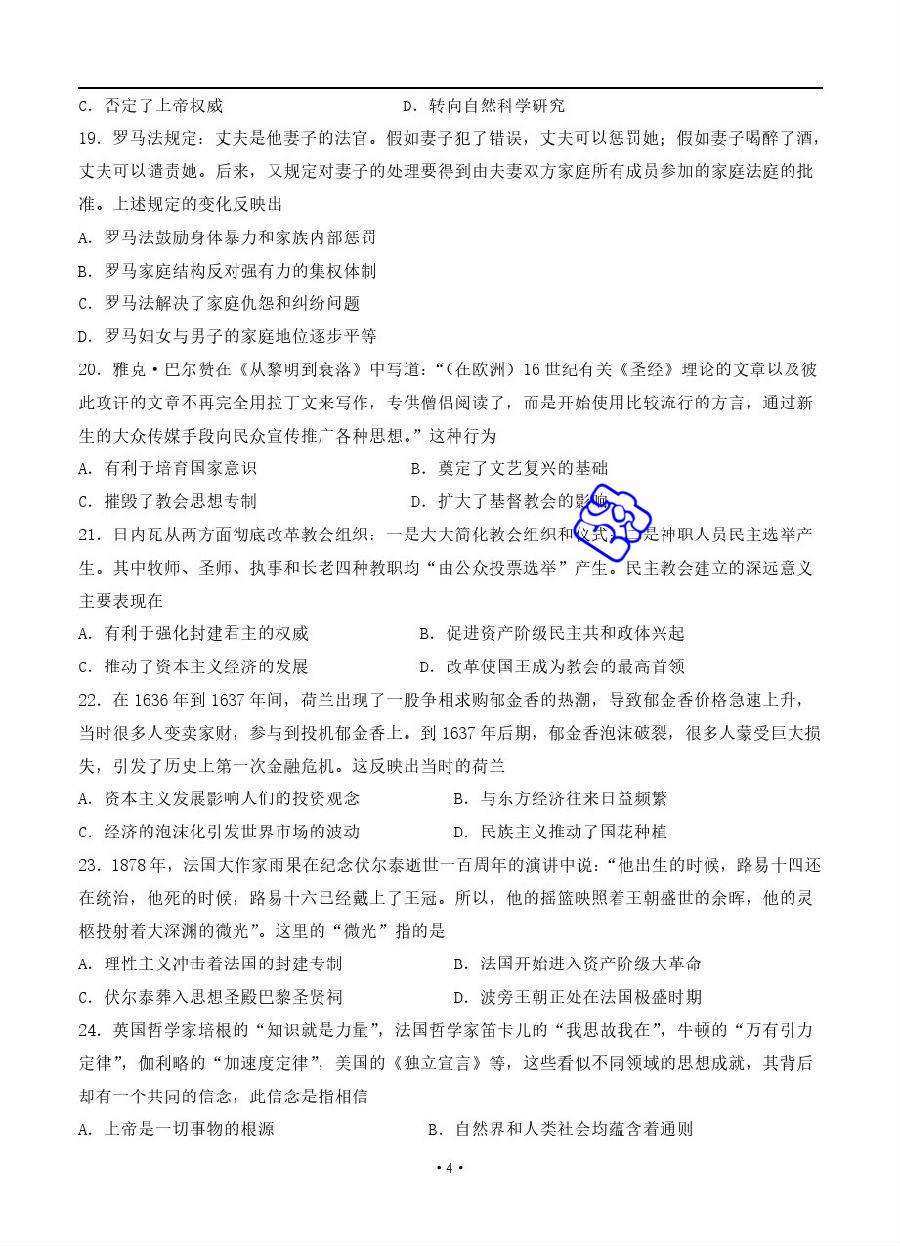 C．否定了上帝权威 D．转向自然科学研究
19．罗马法规定：丈夫是他妻子的法官。假如妻子犯了错误，丈夫可以惩罚她；假如妻子喝醉了酒，
丈夫可以谴责她。后来，又规定对妻子的处理要得到由夫妻双方家庭所有成员参加的家庭法庭的批
准。上述规定的变化反映出
A．罗马法鼓励身体暴力和家族内部惩罚
B．罗马家庭结构反对强有力的集权体制
C．罗马法解决了家庭仇怨和纠纷问题
D．罗马妇女与男子的家庭地位逐步平等
20．雅克·巴尔赞在《从黎明到衰落》中写道：“（在欧洲）16 世纪有关《圣经》理论的文章以及彼
此攻讦的文章不再完全用拉丁文来写作，专供僧侣阅读了，而是开始使用比较流行的方言，通过新
生的大众传媒手段向民众宣传推广各种思想。”这种行为
A．有利于培育国家意识 B．奠定了文艺复兴的基础
C．摧毁了教会思想专制 D．扩大了基督教会的影响
21．日内瓦从两方面彻底改革教会组织：一是大大简化教会组织和仪式；二是神职人员民主选举产
生。其中牧师、圣师、执事和长老四种教职均“由公众投票选举”产生。民主教会建立的深远意义
主要表现在
A．有利于强化封建君主的权威 B．促进资产阶级民主共和政体兴起
C．推动了资本主义经济的发展 D．改革使国王成为教会的最高首领
22．在 1636 年到 1637 年间，荷兰出现了一股争相求购郁金香的热潮，导致郁金香价格急速上升，
当时很多人变卖家财，参与到投机郁金香上。到 1637 年后期，郁金香泡沫破裂，很多人蒙受巨大损
失，引发了历史上第一次金融危机。这反映出当时的荷兰
A．资本主义发展影响人们的投资观念 B．与东方经济往来日益频繁
C．经济的泡沫化引发世界市场的波动 D．民族主义推动了国花种植
23．1878 年，法国大作家雨果在纪念伏尔泰逝世一百周年的演讲中说：“他出生的时候，路易十四还
在统治，他死的时候，路易十六已经戴上了王冠。所以，他的摇篮映照着王朝盛世的余晖，他的灵
柩投射着大深渊的微光”。这里的“微光”指的是
A．理性主义冲击着法国的封建专制 B．法国开始进入资产阶级大革命
C．伏尔泰葬入思想圣殿巴黎圣贤祠 D．波旁王朝正处在法国极盛时期
24．英国哲学家培根的“知识就是力量”，法国哲学家笛卡儿的“我思故我在”，牛顿的“万有引力
定律”，伽利略的“加速度定律”，美国的《独立宣言》等，这些看似不同领域的思想成就，其背后
却有一个共同的信念，此信念是指相信
A．上帝是一切事物的根源 B．自然界和人类社会均蕴含着通则
·4·